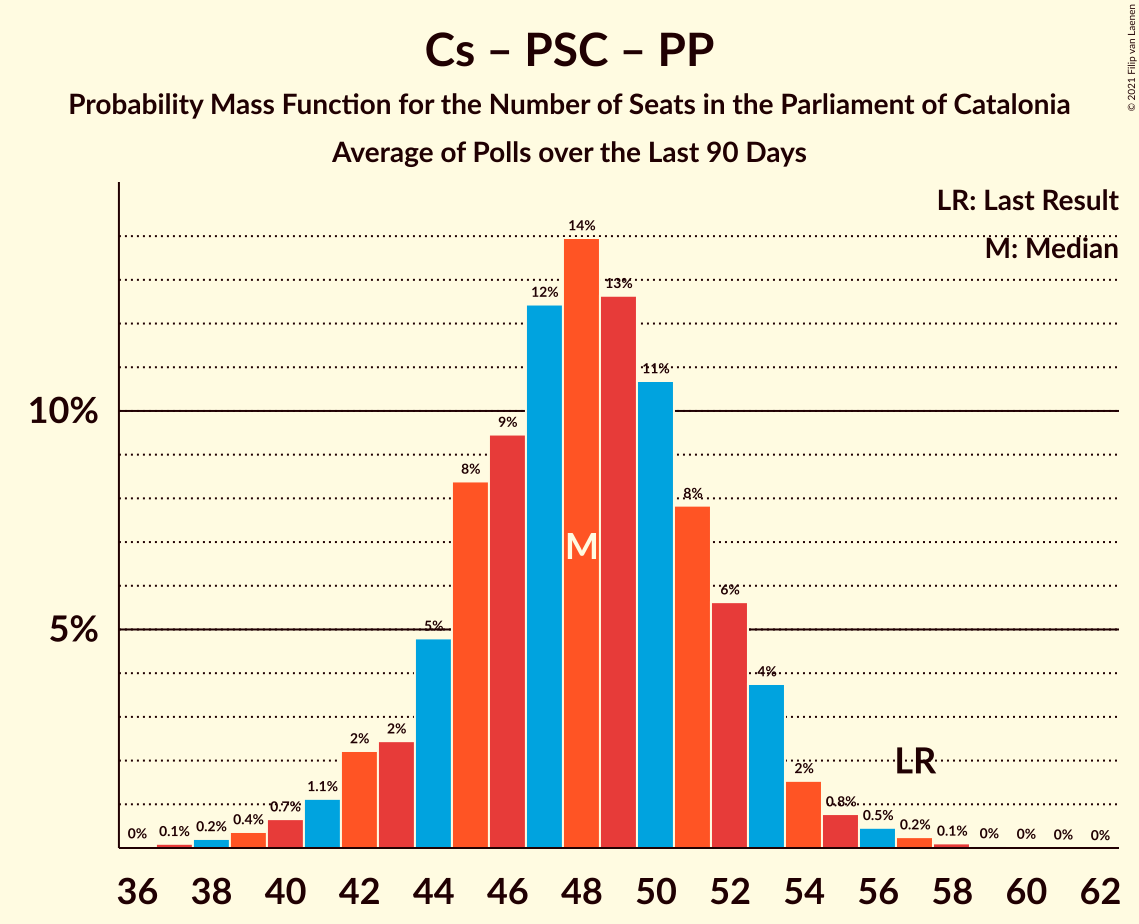 Cs – PSC – PP
Probability Mass Function for the Number of Seats in the Parliament of Catalonia
Average of Polls over the Last 90 Days
© 2021 Filip van Laenen
LR: Last Result
M: Median
14%
13%
12%
11%
10%
9%
8%
8%
M
6%
5%
5%
4%
2%
2%
2%
LR
1.1%
0.7%
0.8%
0.4%
0.5%
0.2%
0.2%
0% 0.1% 0.1% 0% 0% 0% 0%
36 38 40 42 44 46 48 50 52 54 56 58 60 62